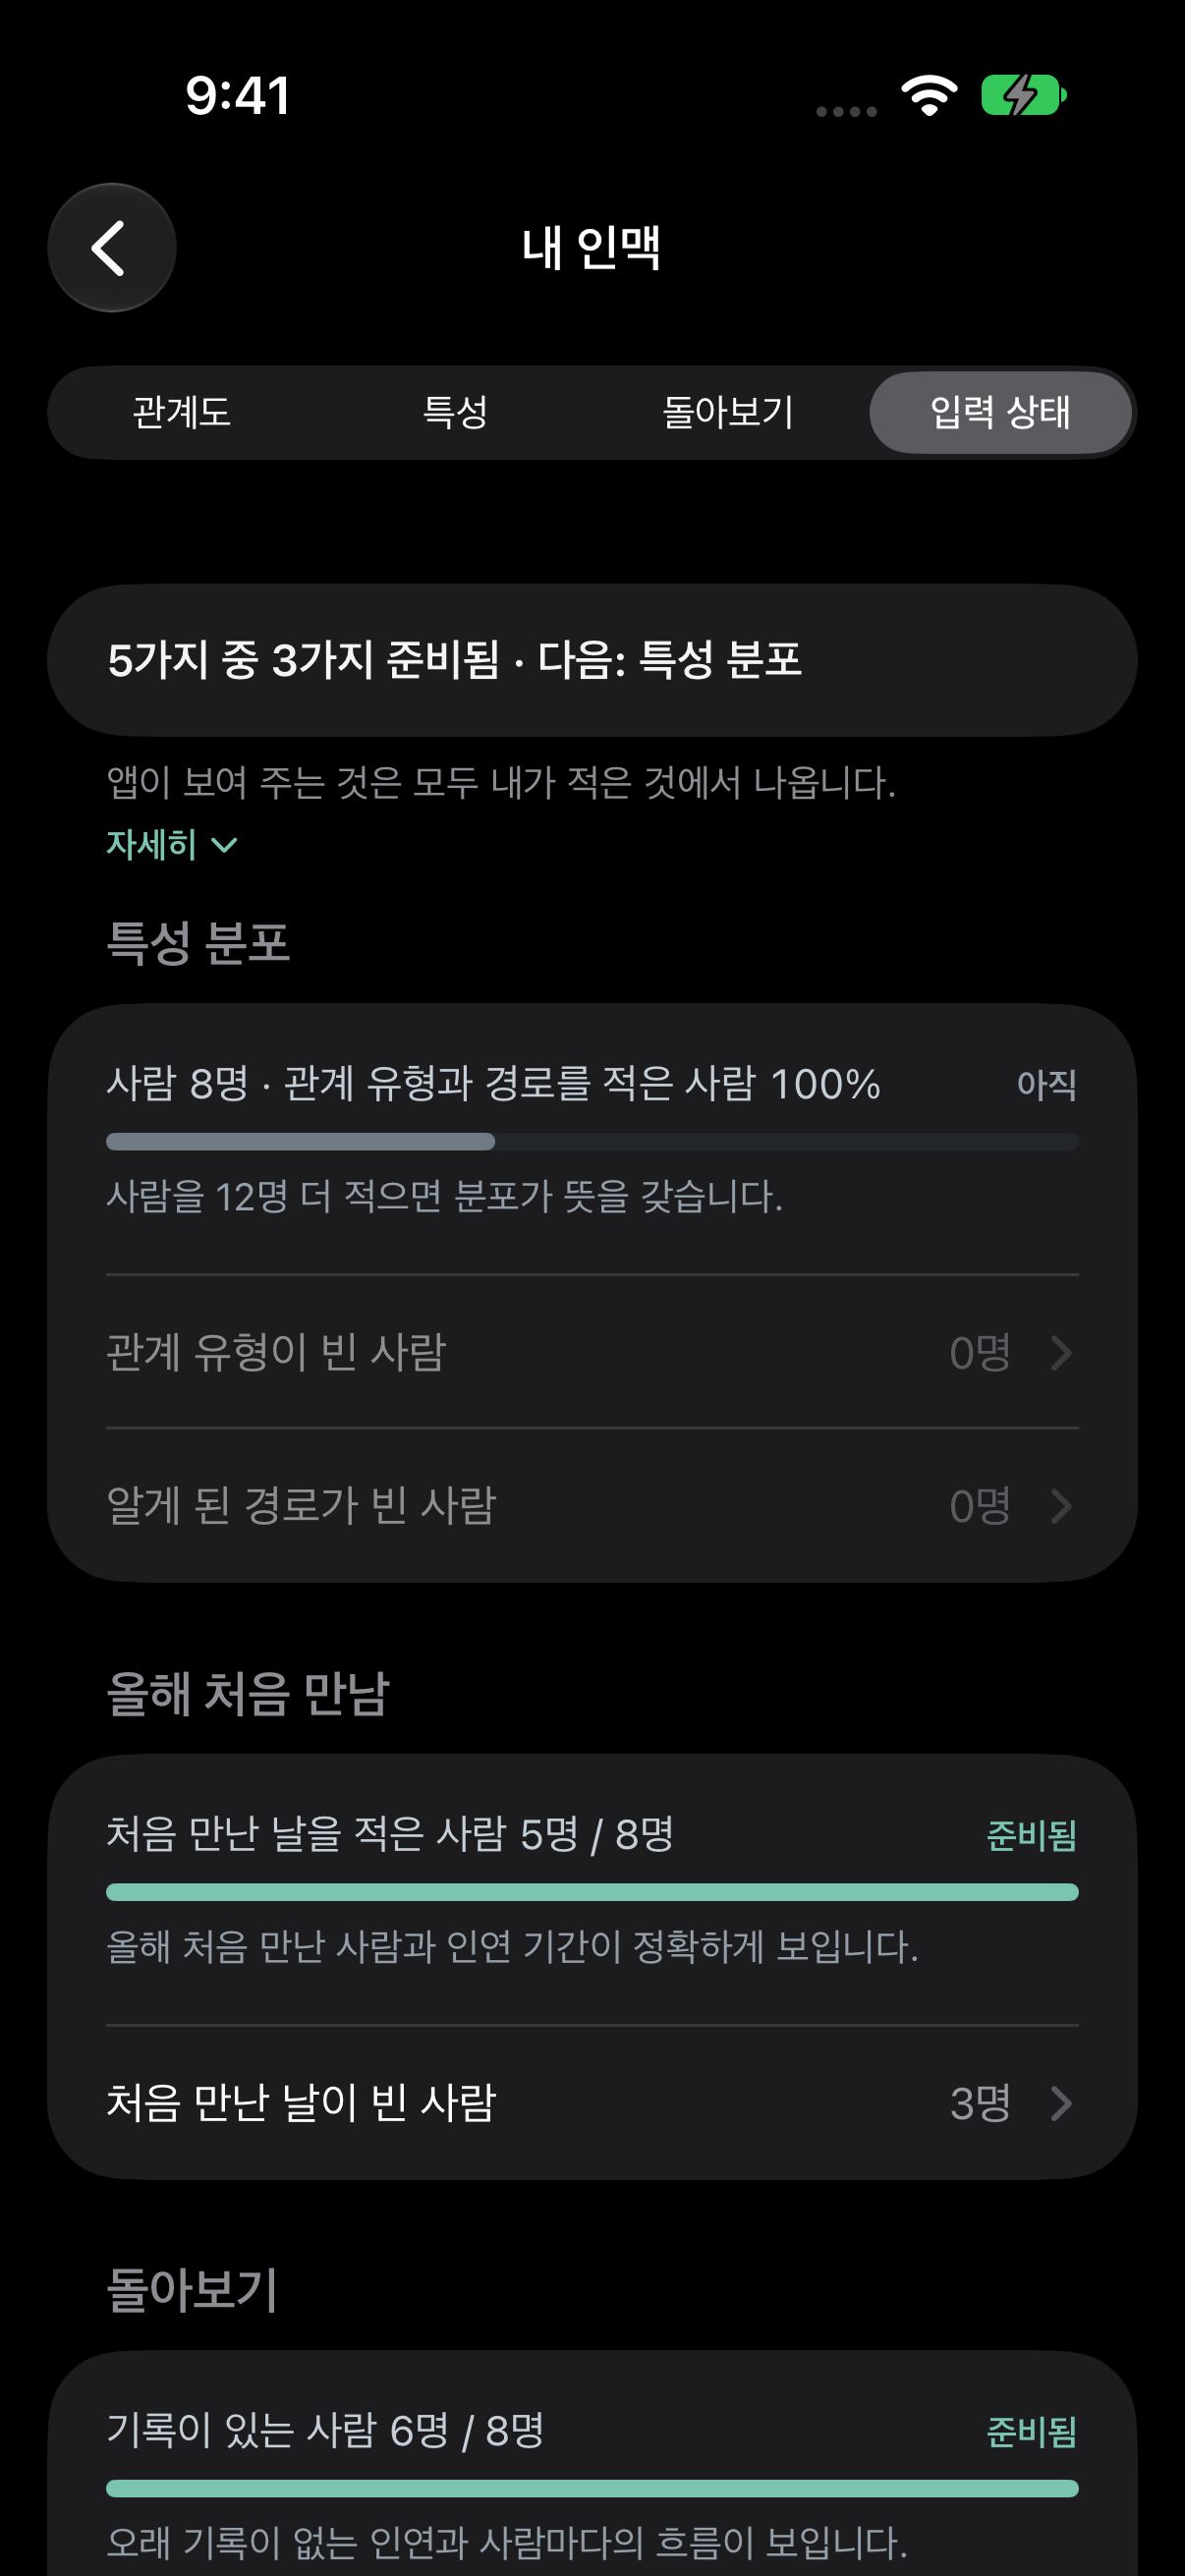 9:41
내 인맥
관계도 특성 돌아보기 입력 상태
5가지 중 3가지 준비됨 · 다음: 특성 분포
앱이 보여 주는 것은 모두 내가 적은 것에서 나옵니다.
자세히
특성 분포
사람 8명 · 관계 유형과 경로를 적은 사람 100% 아직
사람을 12명 더 적으면 분포가 뜻을 갖습니다.
관계 유형이 빈 사람 0명
알게 된 경로가 빈 사람 0명
올해 처음 만남
처음 만난 날을 적은 사람 5명 / 8명 준비됨
올해 처음 만난 사람과 인연 기간이 정확하게 보입니다.
처음 만난 날이 빈 사람 3명
돌아보기
기록이 있는 사람 6명 / 8명 준비됨
오래 기록이 없는 인연과 사람마다의 흐름이 보입니다.